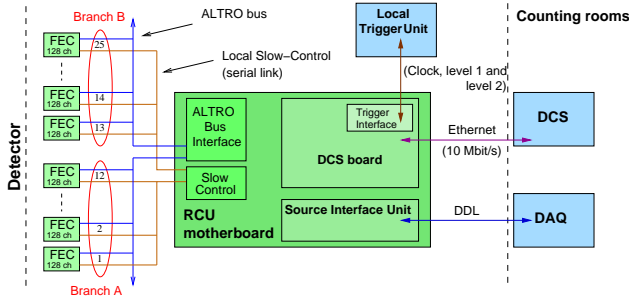 Branch B
ALTRO bus
Local
Trigger Unit
Counting rooms
FEC
128 ch
25
Local Slow–Control
(serial link)
(Clock, level 1 and
level 2)
FEC
128 ch
14
FEC
128 ch
13
ALTRO
Bus
Interface
Trigger
Interface
DCS board
Ethernet
(10 Mbit/s)
DCS
Detector
FEC
128 ch
12
Slow
Control
RCU
motherboard
Source Interface Unit
DDL
DAQ
FEC
128 ch
2
FEC
128 ch
1
Branch A